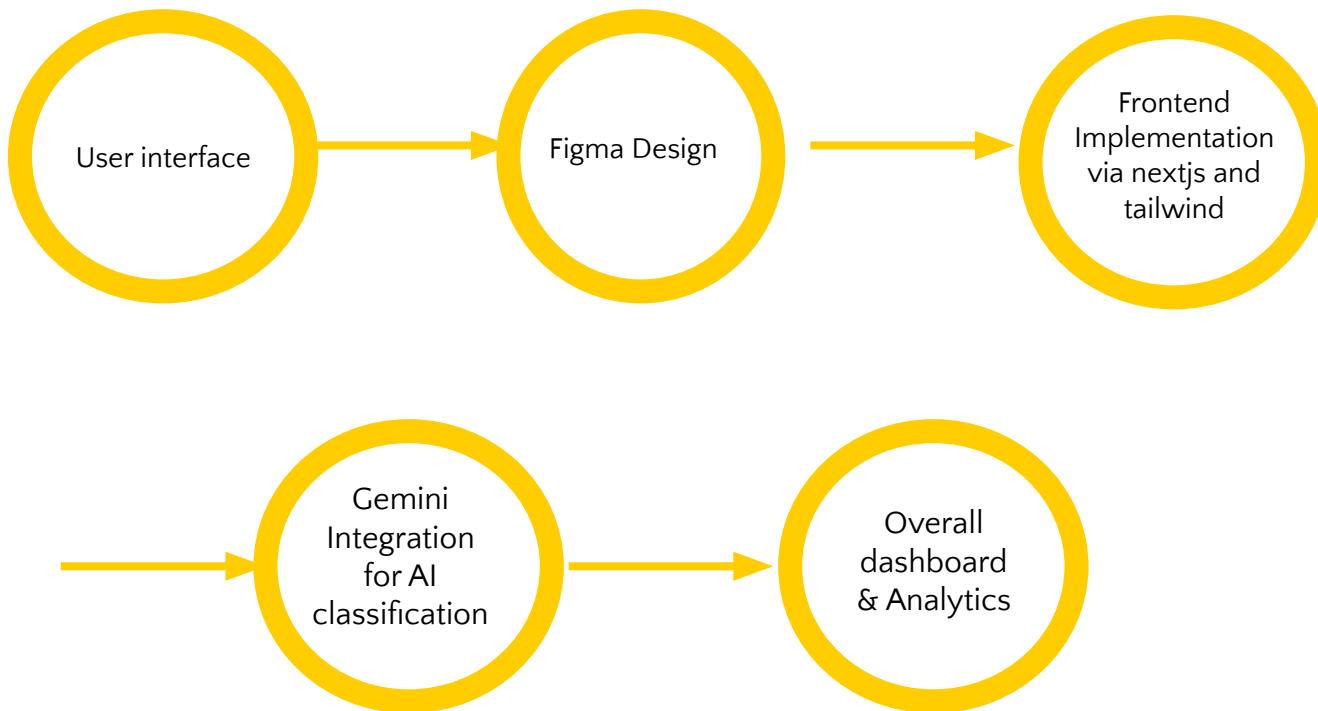 User interface
Figma Design
Frontend
Implementation
via nextjs and
tailwind
Gemini
Integration
for AI
classification
Overall
dashboard
& Analytics